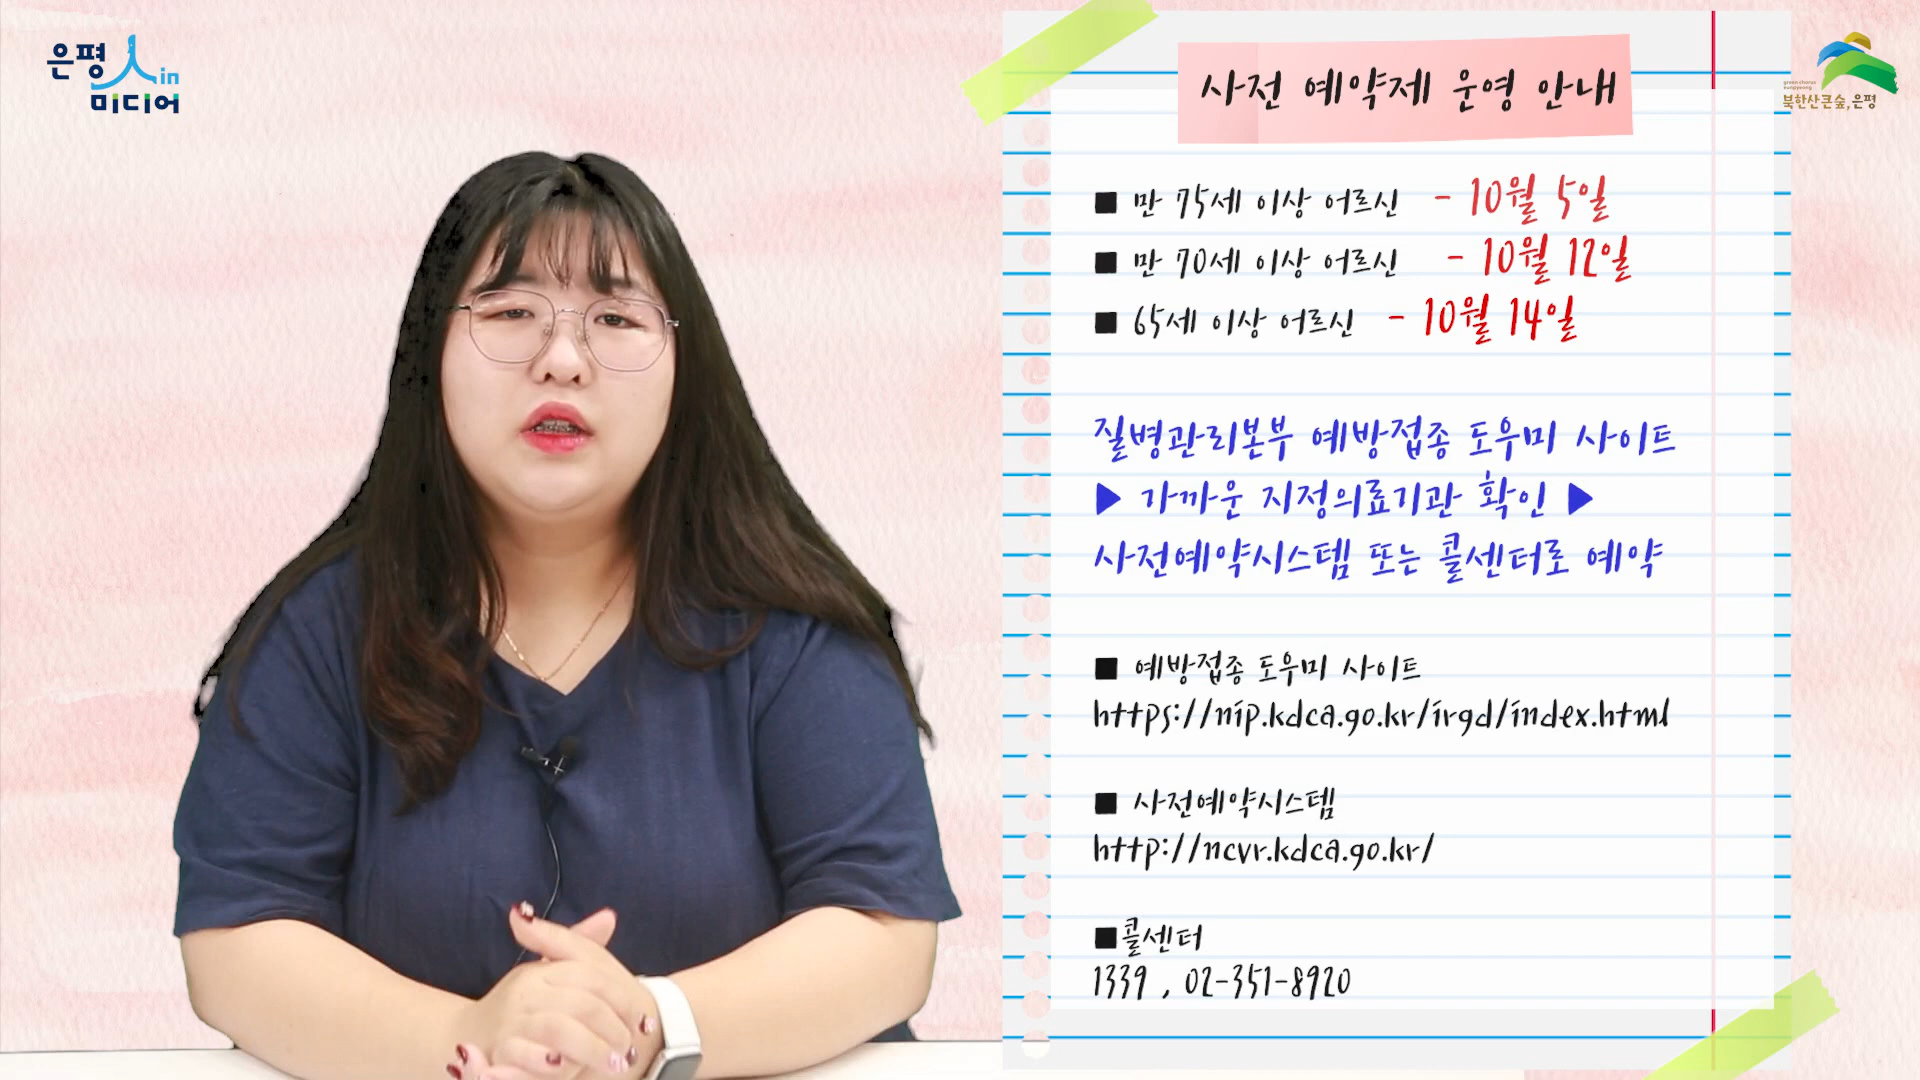 은평人in
미디어
사전 예약제 운영 안내
북한산큰숲, 은평
■ 만 75세 이상 어르신 - 10월 5일
■ 만 70세 이상 어르신 - 10월 12일
■ 65세 이상 어르신 - 10월 14일
질병관리본부 예방접종 도우미 사이트
▶ 가까운 지정의료기관 확인 ▶
사전예약시스템 또는 콜센터로 예약
■ 예방접종 도우미 사이트
https://nip.kdca.go.kr/irgd/index.html
■ 사전예약시스템
http://ncvr.kdca.go.kr/
■콜센터
1339 , 02-351-8920